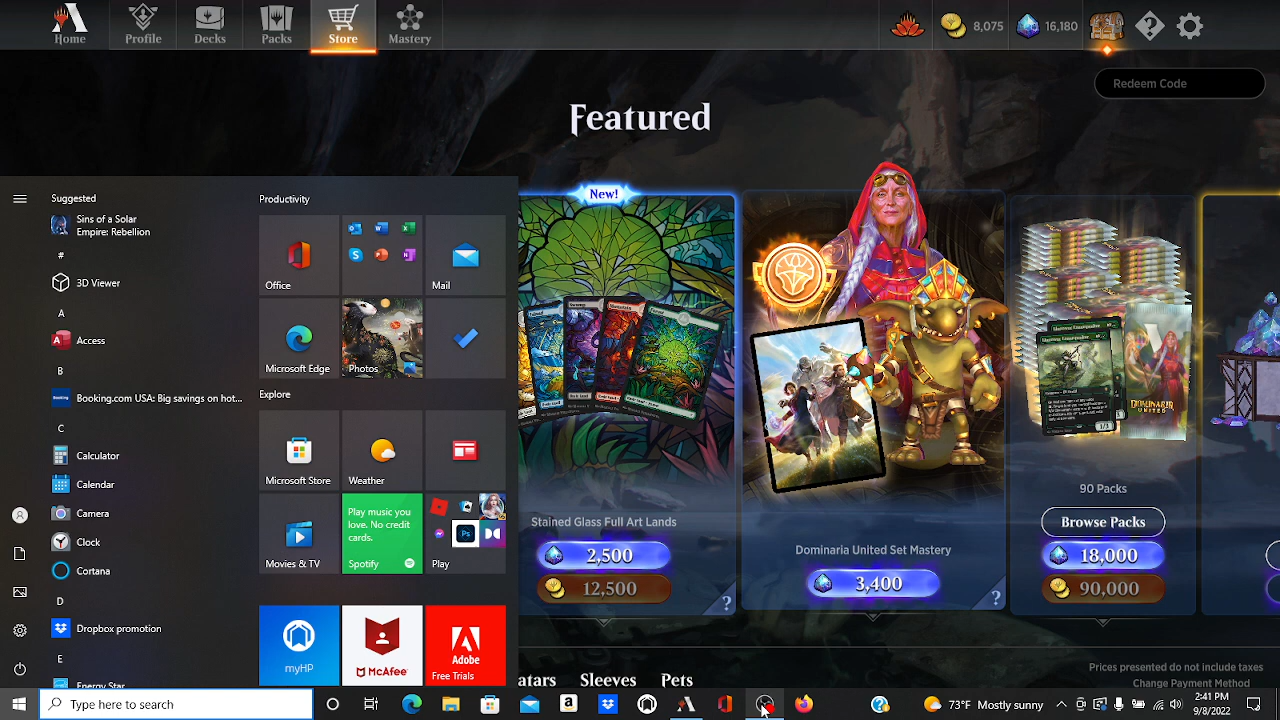 Home
Profile
Decks
Packs
Store
Mastery
8,075
16,180
Redeem Code
Featured
Suggested
Sins of a Solar
Empire: Rebellion
#
3D Viewer
A
Access
B
Booking.com USA: Big savings on hot...
C
Calculator
Calendar
Camera
Clock
Cortana
D
Dropbox promotion
E
Energy Star
Productivity
Office
Mail
Microsoft Edge
Photos
Explore
Microsoft Store
Weather
Movies & TV
Play music you
love. No credit
cards.
Spotify
Play
myHP
McAfee
Adobe
Free Trials
New!
Stained Glass Full Art Lands
2,500
12,500
?
Dominaria United Set Mastery
3,400
?
DOMINARIA
UNITED
90 Packs
Browse Packs
18,000
90,000
atars
Sleeves
Pets
Prices presented do not include taxes
Change Payment Method
Type here to search
73°F Mostly sunny
2:41 PM
9/8/2022